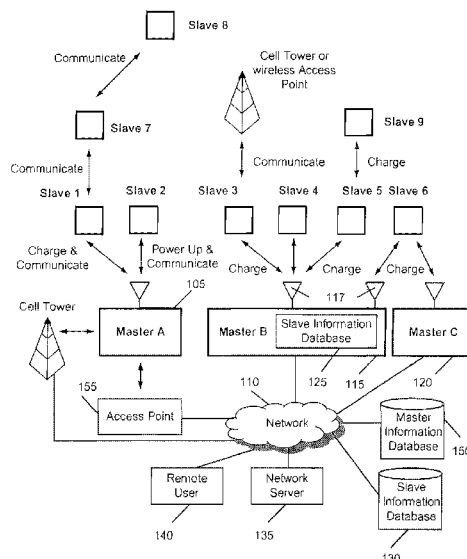 Slave 8
Communicate
Cell Tower or
wireless Access
Point
Slave 7
Slave 9
Communicate
Communicate
Charge
Slave 1
Slave 2
Slave 3
Slave 4
Slave 5
Slave 6
Charge &
Communicate
Power Up &
Communicate
Charge
Charge
Charge
Cell Tower
105
117
Master A
Master B
Slave Information
Database
Master C
155
110
125
115
120
Access Point
Network
Master
Information
Database
150
Remote
User
Network
Server
Slave
Information
Database
140
135
130